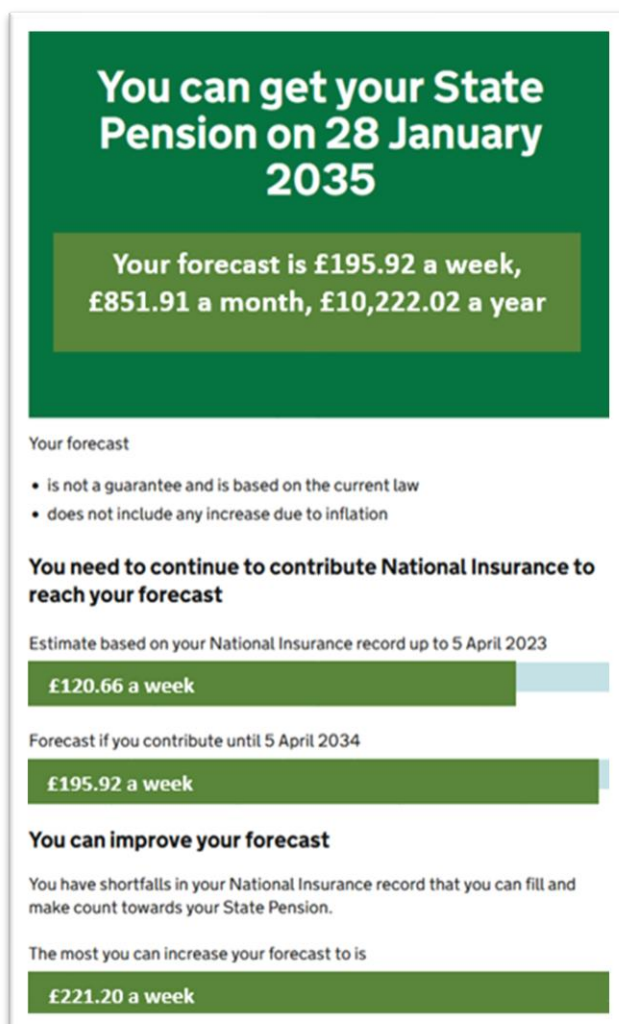 You can get your State
Pension on 28 January
2035
Your forecast is £195.92 a week,
£851.91 a month, £10,222.02 a year
Your forecast
• is not a guarantee and is based on the current law
• does not include any increase due to inflation
You need to continue to contribute National Insurance to
reach your forecast
Estimate based on your National Insurance record up to 5 April 2023
£120.66 a week
Forecast if you contribute until 5 April 2034
£195.92 a week
You can improve your forecast
You have shortfalls in your National Insurance record that you can fill and
make count towards your State Pension.
The most you can increase your forecast to is
£221.20 a week